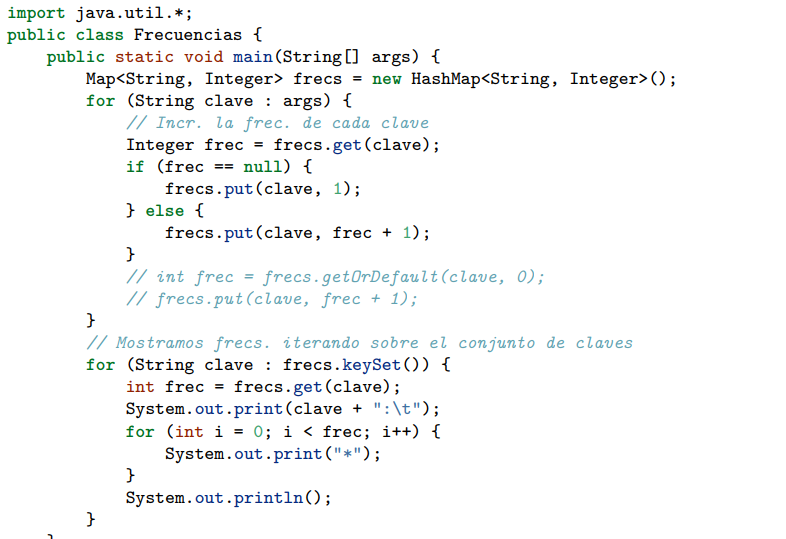 import java.util.*;
public class Frecuencias {
    public static void main(String[] args) {
        Map<String, Integer> frecs = new HashMap<String, Integer>();
        for (String clave : args) {
            // Incr. la frec. de cada clave
            Integer frec = frecs.get(clave);
            if (frec == null) {
                frecs.put(clave, 1);
            } else {
                frecs.put(clave, frec + 1);
            }
            // int frec = frecs.getOrDefault(clave, 0);
            // frecs.put(clave, frec + 1);
        }
        // Mostramos frecs. iterando sobre el conjunto de claves
        for (String clave : frecs.keySet()) {
            int frec = frecs.get(clave);
            System.out.print(clave + ":\t");
            for (int i = 0; i < frec; i++) {
                System.out.print("*");
            }
            System.out.println();
        }
    }